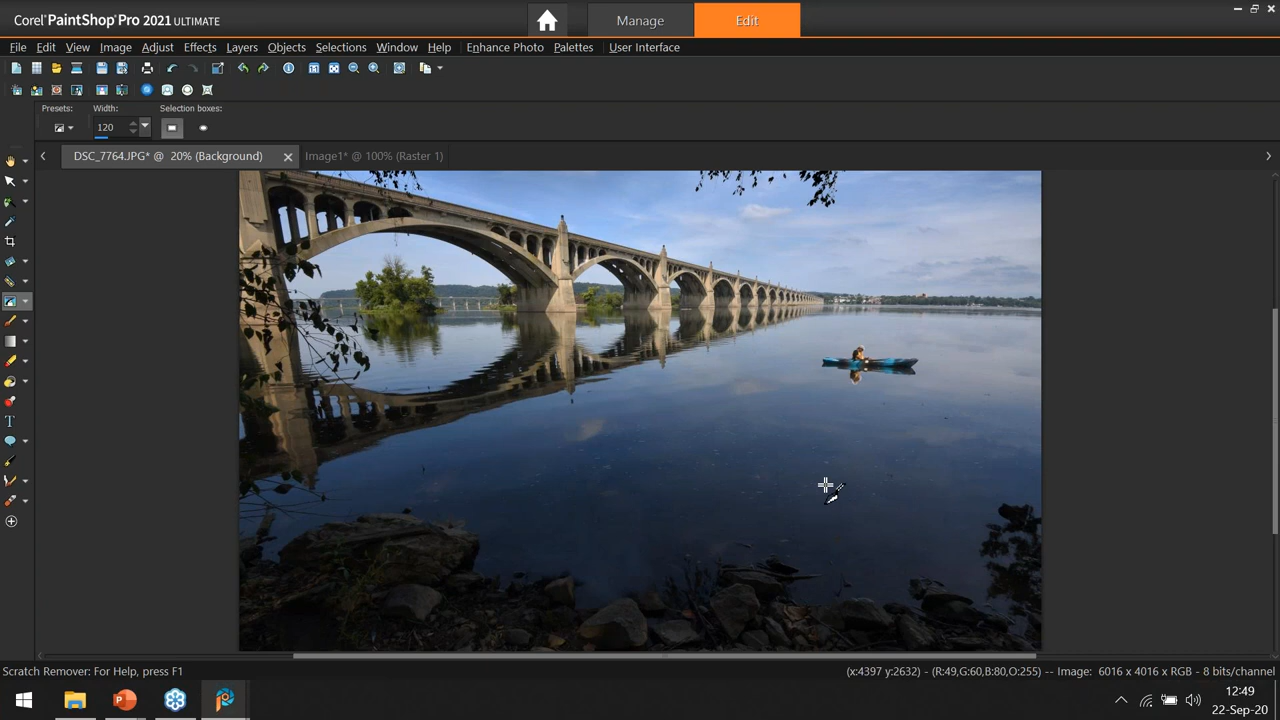 Corel® PaintShop® Pro 2021 ULTIMATE
Manage
Edit
File Edit View Image Adjust Effects Layers Objects Selections Window Help Enhance Photo Palettes User Interface
Presets: Width: Selection boxes:
120
DSC_7764.JPG* @ 20% (Background)
Image1* @ 100% (Raster 1)
Scratch Remover: For Help, press F1
(x:4397 y:2632) - (R:49,G:60,B:80,O:255) -- Image: 6016 x 4016 x RGB - 8 bits/channel
12:49
22-Sep-20